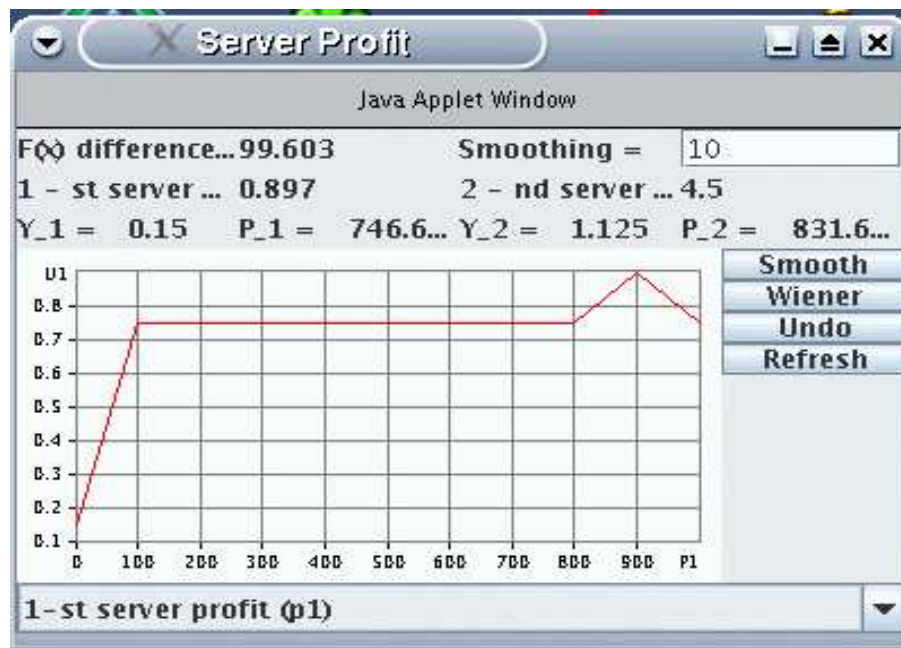 Server Profit
Java Applet Window
F(x) difference... 99.603 Smoothing = 10
1 - st server ... 0.897 2 - nd server ... 4.5
Y_1 = 0.15 P_1 = 746.6... Y_2 = 1.125 P_2 = 831.6...
Smooth
Wiener
Undo
Refresh
U1
0.8
0.7
0.6
0.5
0.4
0.3
0.2
0.1
0 100 200 300 400 500 600 700 800 900 P1
1-st server profit (p1)